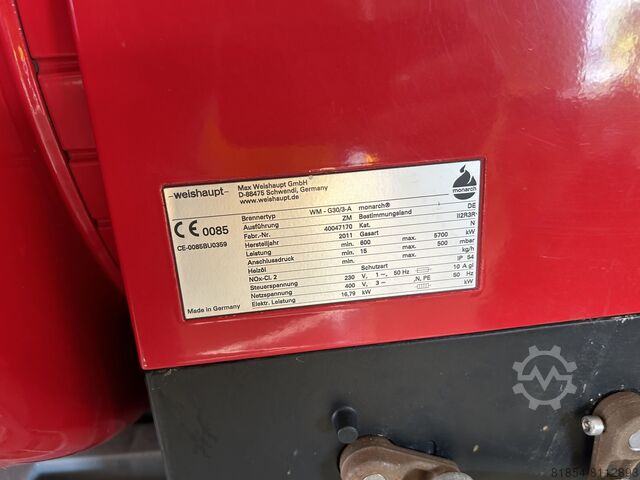 -weishaupt-
Max Weishaupt GmbH
D-88475 Schwendi, Germany
www.weishaupt.de
monarch
CE 0085
CE-0085BU0359
Brennertyp WM - G30/3-A monarch® DE
Ausführung ZM Bestimmungsland II2R3R
Fabr.-Nr. 40047170 Kat. N
Herstelljahr 2011 Gasart kW
Leistung min. 600 max. 5700 mbar
Anschlussdruck min. 15 max. 500 kg/h
Heizöl min. max. IP 54
NOx-Cl. 2 Schutzart 10 A gl
Steuerspannung 230 V, 1~, 50 Hz 50 Hz
Netzspannung 400 V, 3~ , N, PE kW
Elektr. Leistung 16,79 kW
Made in Germany
81854-8112893